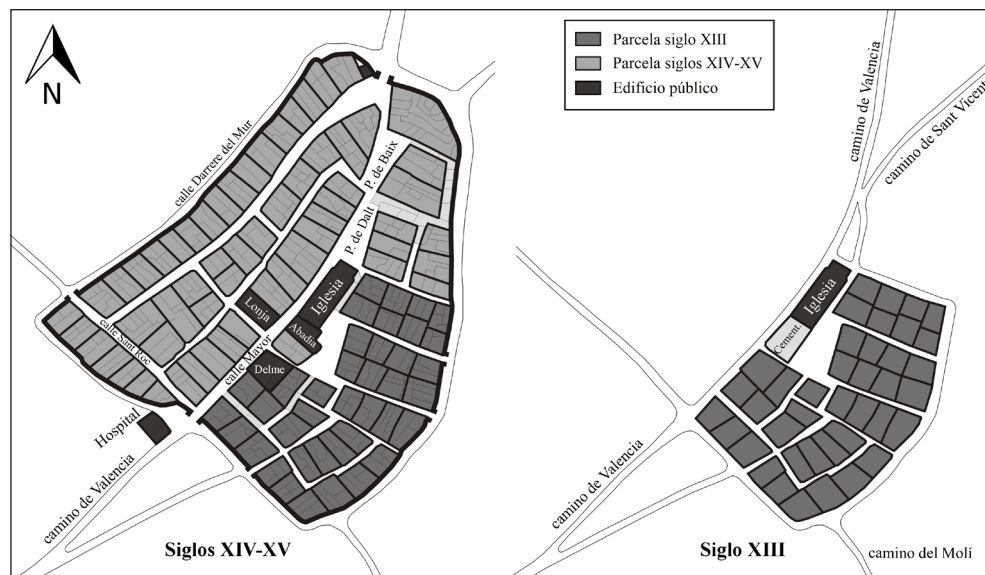 N
Parcela siglo XIII
Parcela siglos XIV-XV
Edificio público
calle Darrere del Mur
P. de Baix
P. de Dalt
Iglesia
Lonja
Abadía
calle Mayor
Delme
calle Sant Roc
Hospital
camino de Valencia
Siglos XIV-XV
camino de Valencia
camino de Sant Vicent
Iglesia
Cement.
camino de Valencia
Siglo XIII
camino del Molí